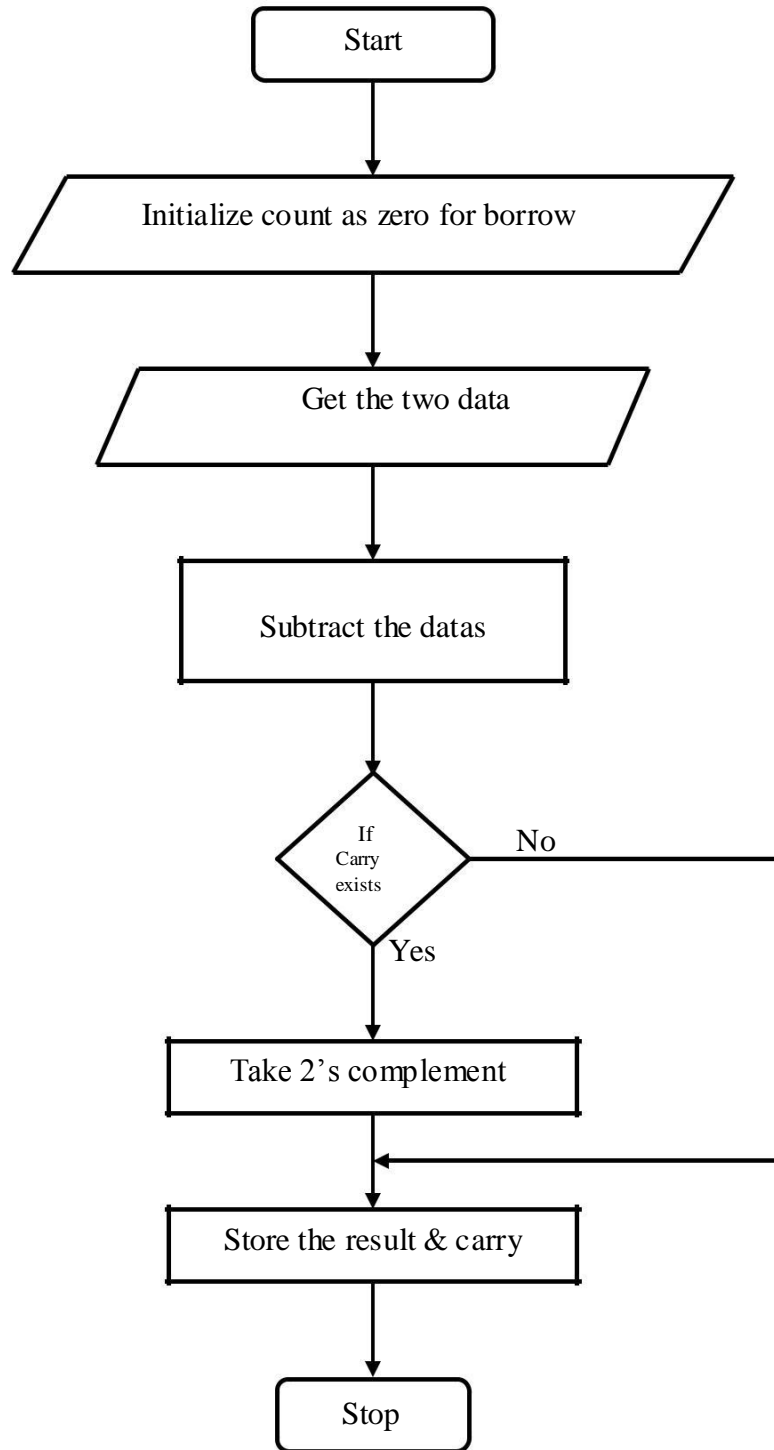 Start
Initialize count as zero for borrow
Get the two data
Subtract the datas
If
Carry
exists
No
Yes
Take 2’s complement
Store the result & carry
Stop